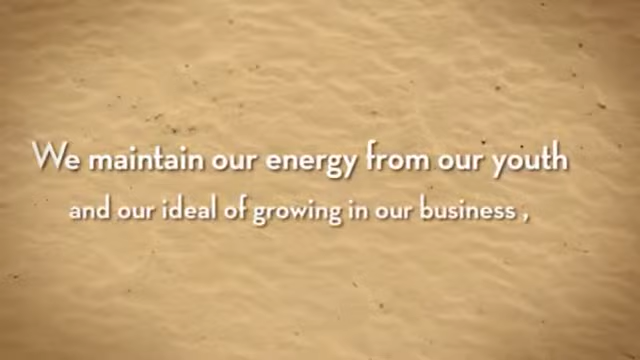 We maintain our energy from our youth
and our ideal of growing in our business ,